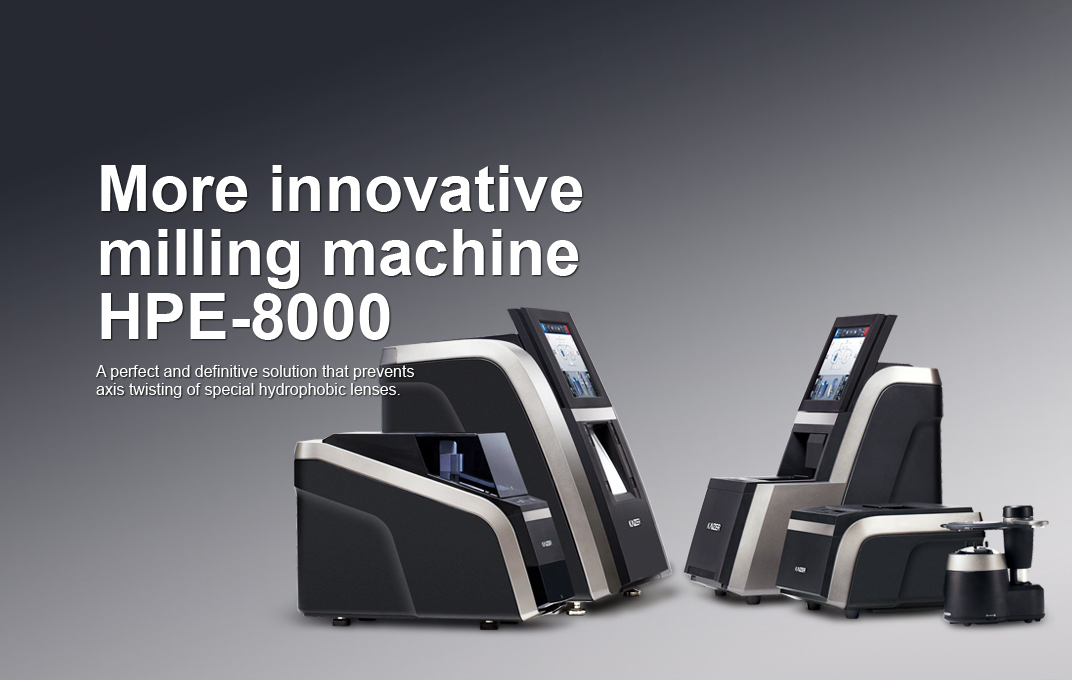 More innovative
milling machine
HPE-8000
A perfect and definitive solution that prevents
axis twisting of special hydrophobic lenses.